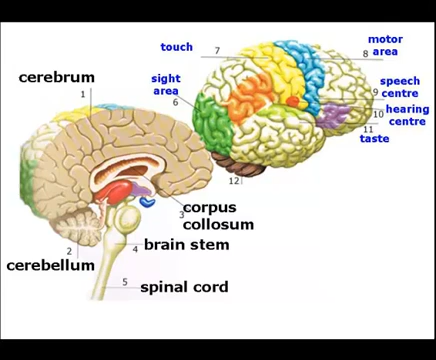 touch
7
motor
area
8
cerebrum
1
sight
area
6
speech
centre
9
hearing
centre
10
11
taste
12
3
corpus
collosum
2
4
brain stem
cerebellum
5
spinal cord